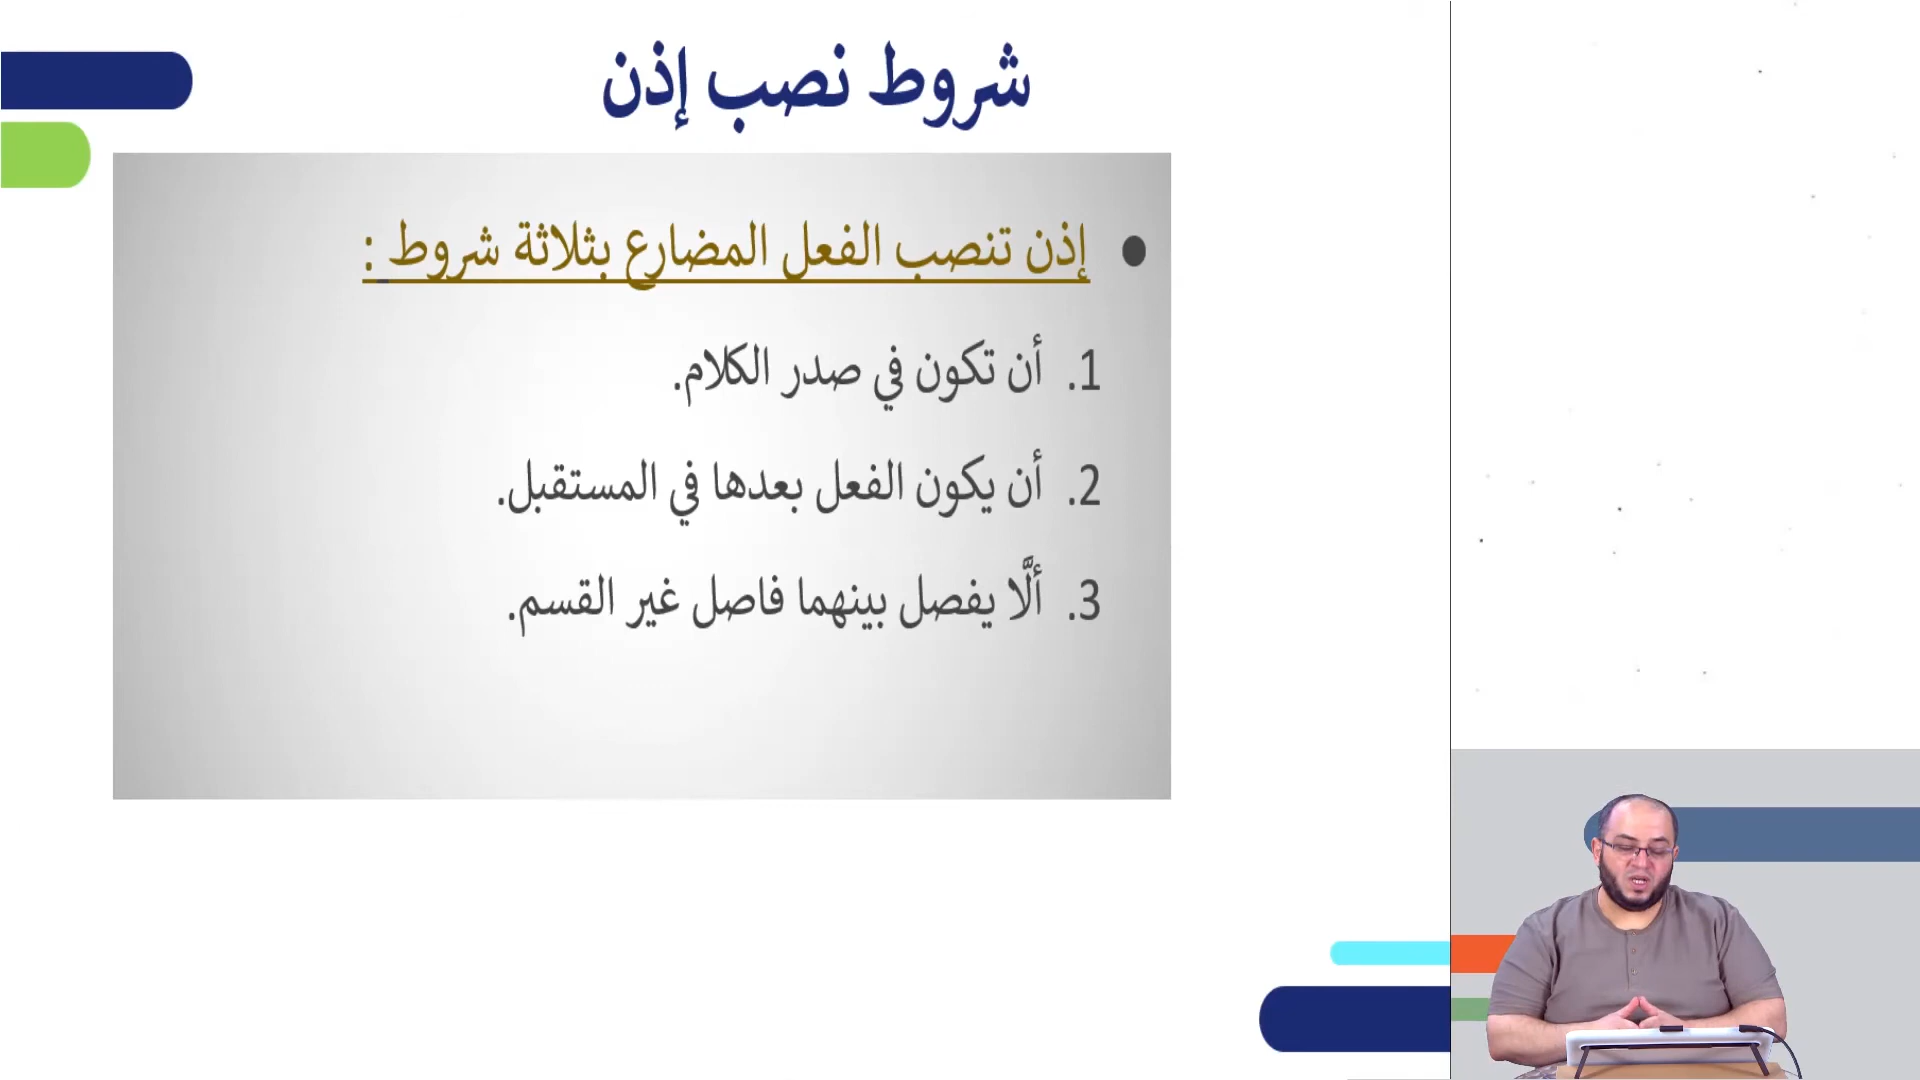 شروط نصب إذن
● إذن تنصب الفعل المضارع بثلاثة شروط :
1. أن تكون في صدر الكلام.
2. أن يكون الفعل بعدها في المستقبل.
3. ألَّا يفصل بينهما فاصل غير القسم.